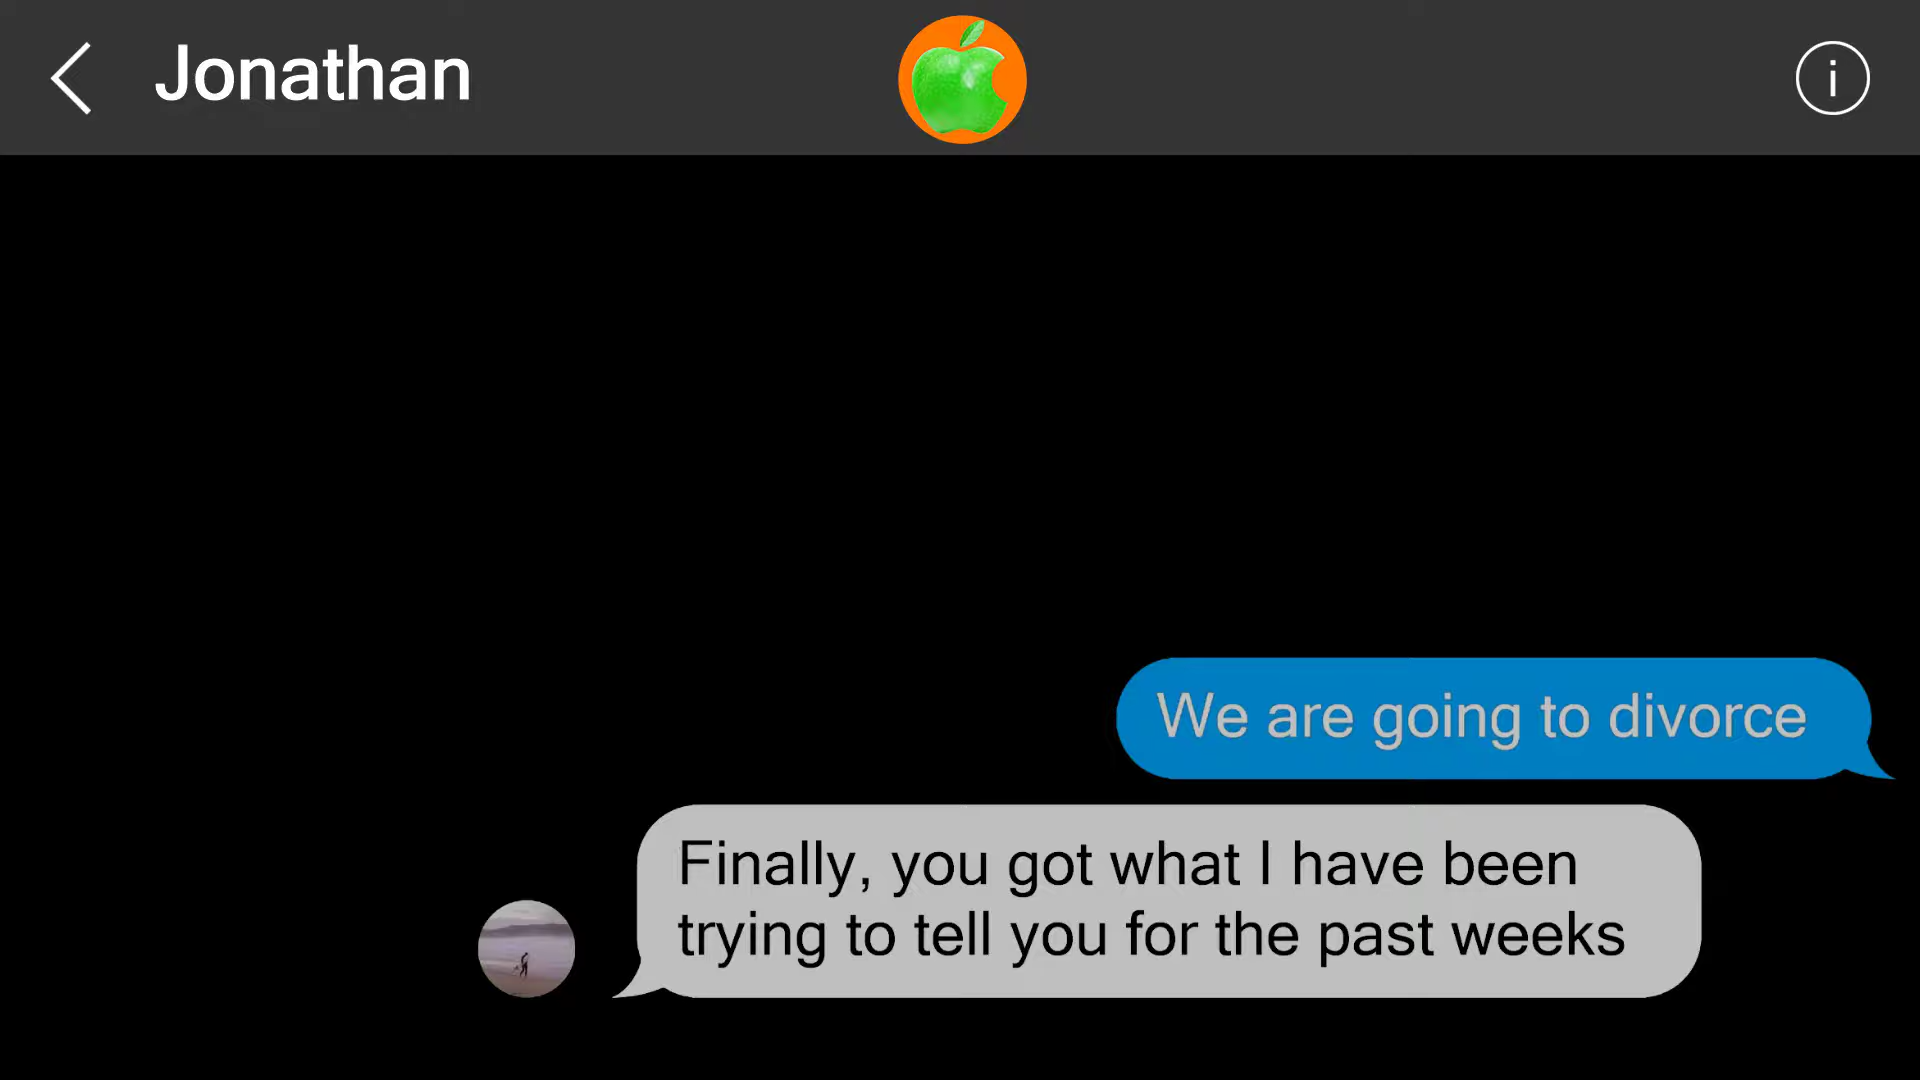 Jonathan
i
We are going to divorce
Finally, you got what I have been
trying to tell you for the past weeks